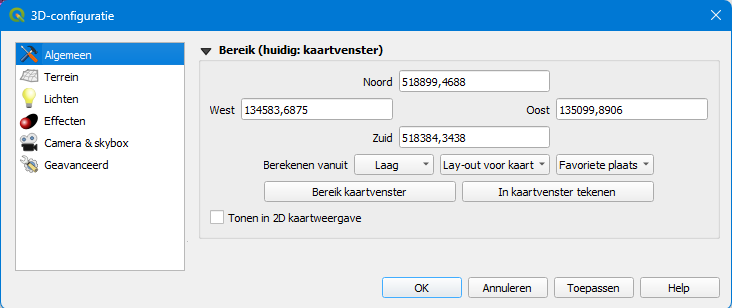 3D-configuratie
Algemeen
Terrein
Lichten
Effecten
Camera & skybox
Geavanceerd
Bereik (huidig: kaartvenster)
Noord 518899,4688
West 134583,6875 Oost 135099,8906
Zuid 518384,3438
Berekenen vanuit Laag Lay-out voor kaart Favoriete plaats
Bereik kaartvenster In kaartvenster tekenen
Tonen in 2D kaartweergave
OK Annuleren Toepassen Help